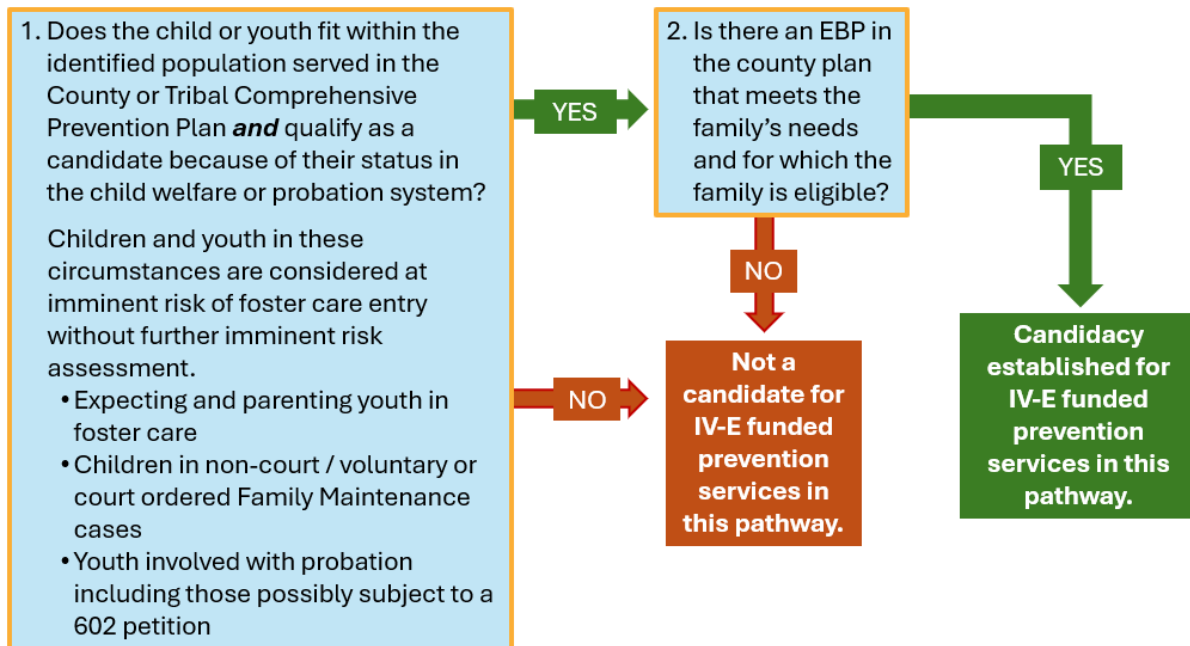 1. Does the child or youth fit within the
identified population served in the
County or Tribal Comprehensive
Prevention Plan and qualify as a
candidate because of their status in
the child welfare or probation system?
Children and youth in these
circumstances are considered at
imminent risk of foster care entry
without further imminent risk
assessment.
• Expecting and parenting youth in
foster care
• Children in non-court / voluntary or
court ordered Family Maintenance
cases
• Youth involved with probation
including those possibly subject to a
602 petition
YES
NO
2. Is there an EBP in
the county plan
that meets the
family’s needs
and for which the
family is eligible?
YES
NO
Not a
candidate for
IV-E funded
prevention
services in
this pathway.
Candidacy
established for
IV-E funded
prevention
services in this
pathway.